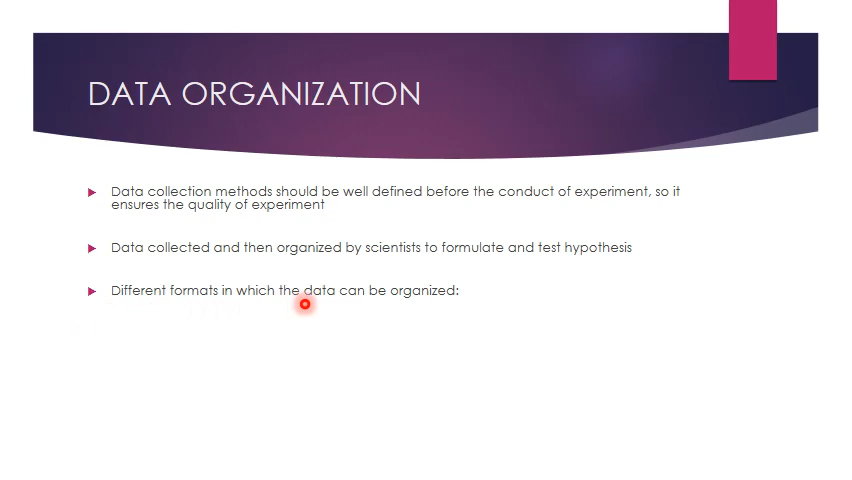 DATA ORGANIZATION
Data collection methods should be well defined before the conduct of experiment, so it
ensures the quality of experiment
Data collected and then organized by scientists to formulate and test hypothesis
Different formats in which the data can be organized: